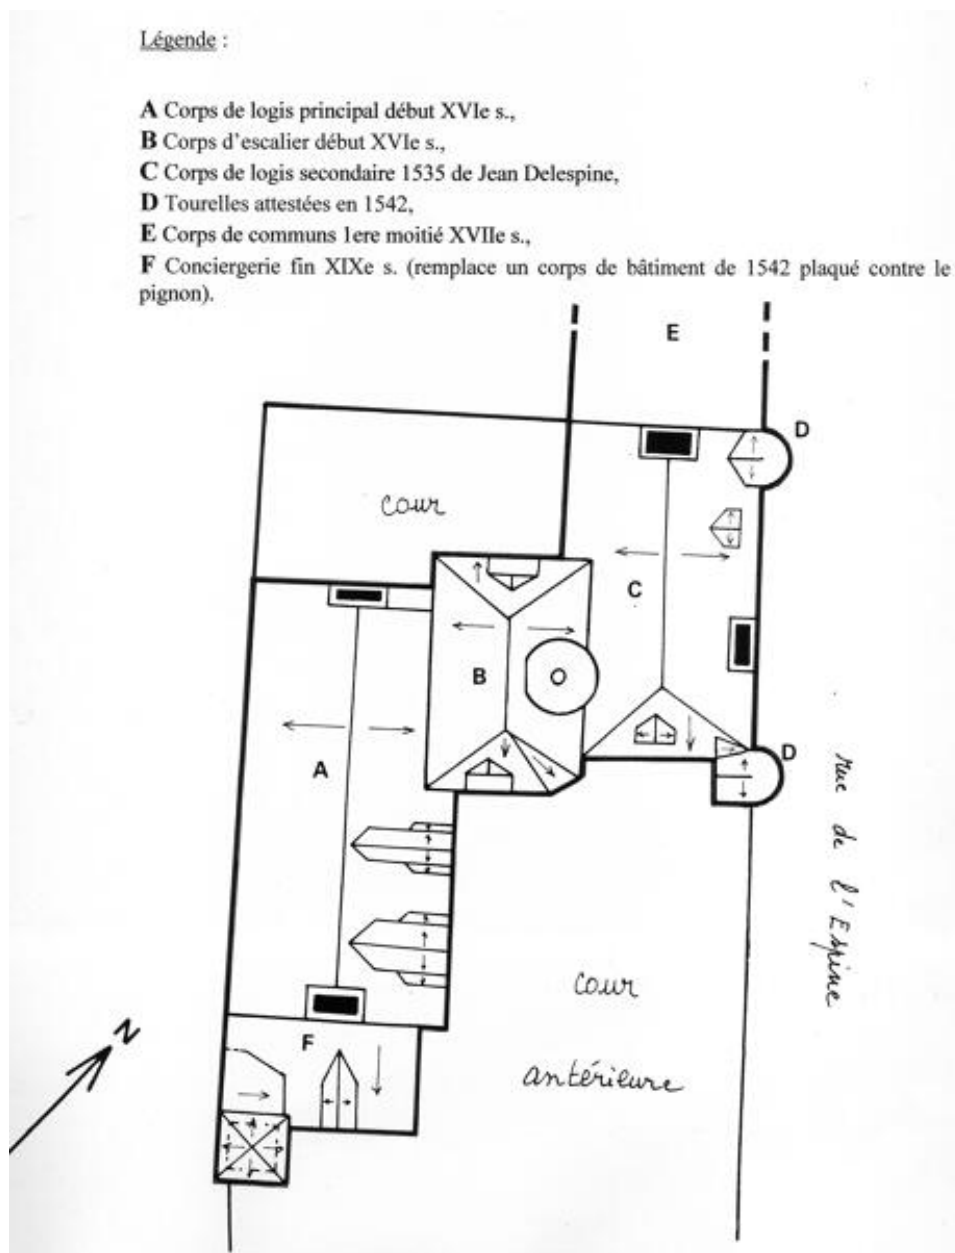 Légende :
A Corps de logis principal début XVIe s.,
B Corps d'escalier début XVIe s.,
C Corps de logis secondaire 1535 de Jean Delespine,
D Tourelles attestées en 1542,
E Corps de communs 1ere moitié XVIIe s.,
F Conciergerie fin XIXe s. (remplace un corps de bâtiment de 1542 plaqué contre le
pignon).
E
D
cour
C
B
D
A
rue de l'Espine
cour
antérieure
N
F